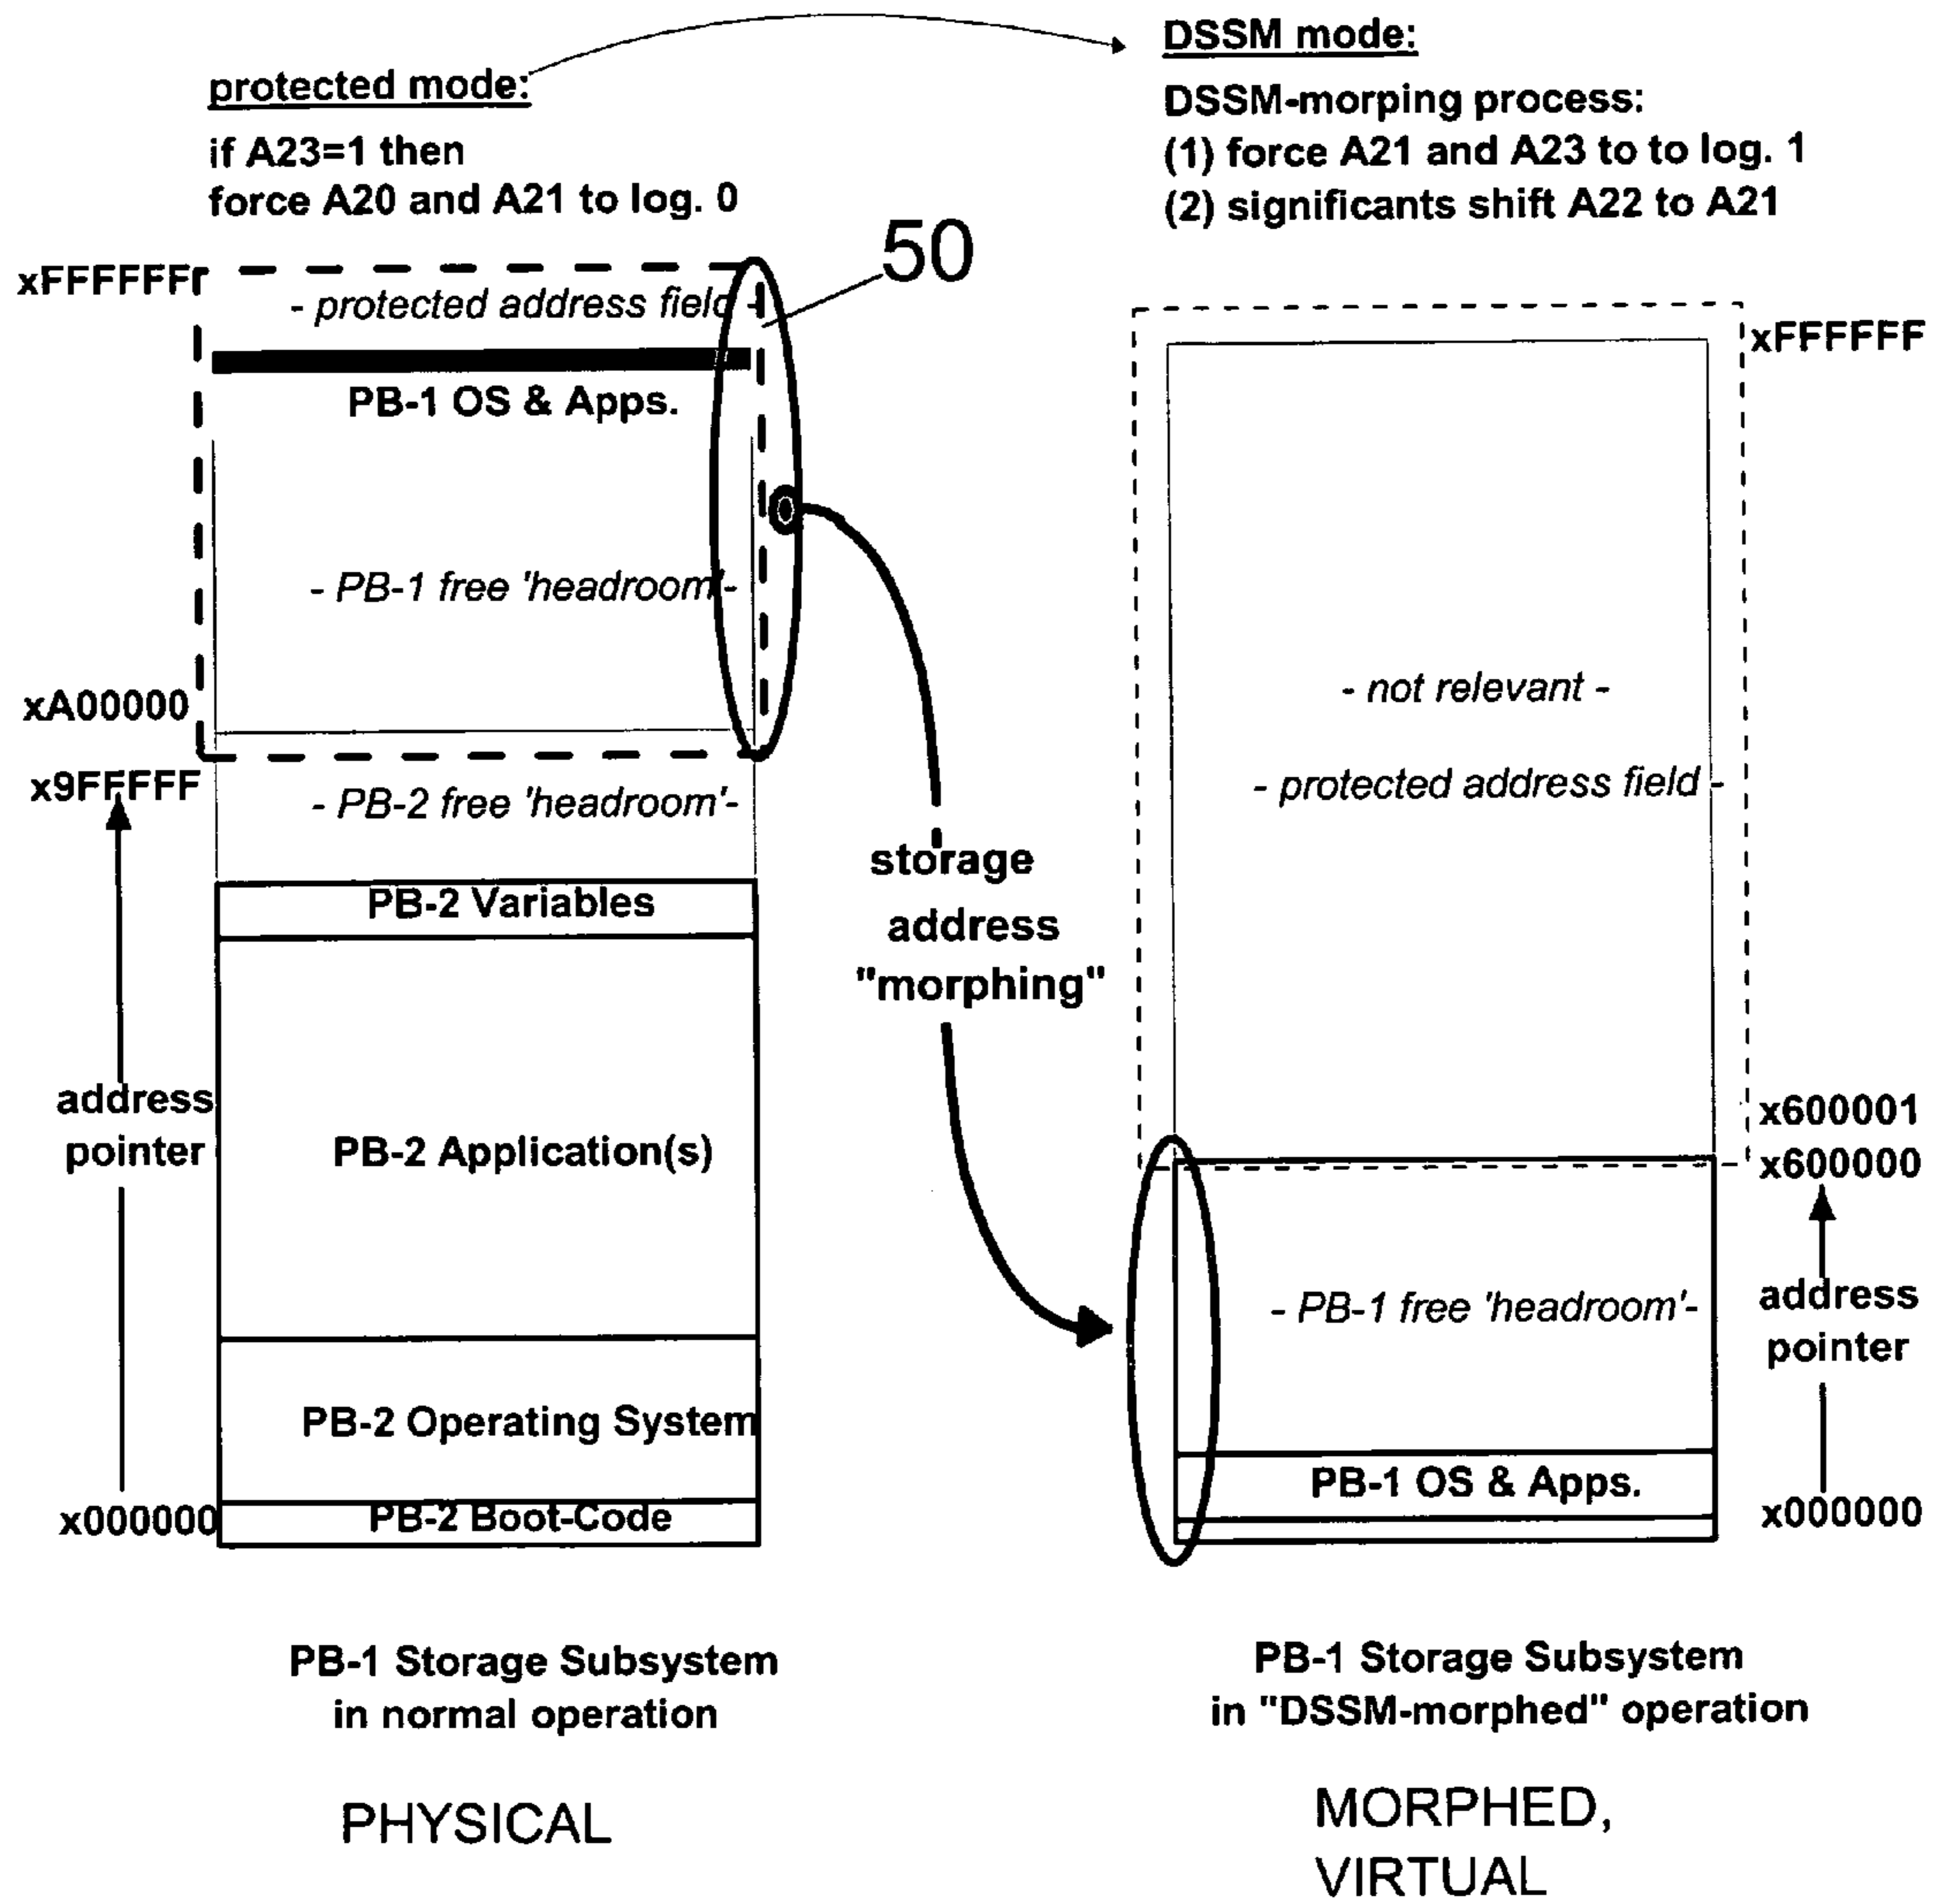 protected mode:
if A23=1 then
force A20 and A21 to log. 0
DSSM mode:
DSSM-morping process:
(1) force A21 and A23 to to log. 1
(2) significants shift A22 to A21
50
xFFFFFF
- protected address field -
PB-1 OS & Apps.
- PB-1 free 'headroom'-
xA00000
x9FFFFF
- PB-2 free 'headroom'-
PB-2 Variables
address
pointer
PB-2 Application(s)
PB-2 Operating System
x000000
PB-2 Boot-Code
storage
address
"morphing"
xFFFFFF
- not relevant -
- protected address field -
x600001
x600000
- PB-1 free 'headroom'-
address
pointer
PB-1 OS & Apps.
x000000
PB-1 Storage Subsystem
in normal operation
PB-1 Storage Subsystem
in "DSSM-morphed" operation
PHYSICAL
MORPHED,
VIRTUAL